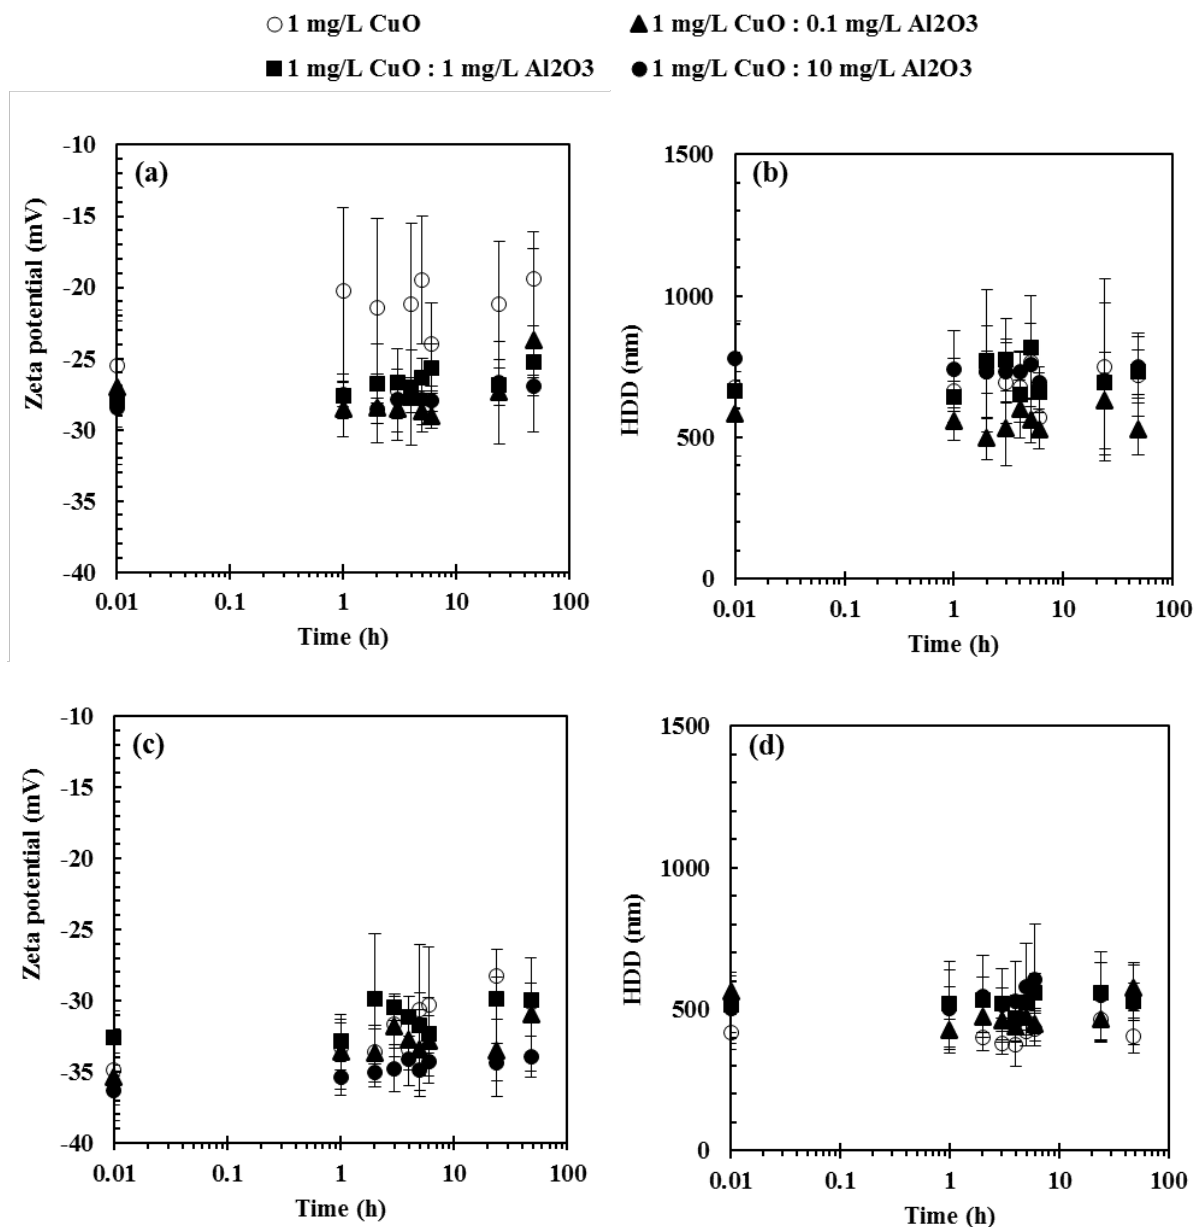 1 mg/L CuO
1 mg/L CuO : 0.1 mg/L Al2O3
1 mg/L CuO : 1 mg/L Al2O3
1 mg/L CuO : 10 mg/L Al2O3
(a)
Zeta potential (mV)
-10
-15
-20
-25
-30
-35
-40
0.01
0.1
1
10
100
Time (h)
(b)
HDD (nm)
1500
1000
500
0
0.01
0.1
1
10
100
Time (h)
(c)
Zeta potential (mV)
-10
-15
-20
-25
-30
-35
-40
0.01
0.1
1
10
100
Time (h)
(d)
HDD (nm)
1500
1000
500
0
0.01
0.1
1
10
100
Time (h)